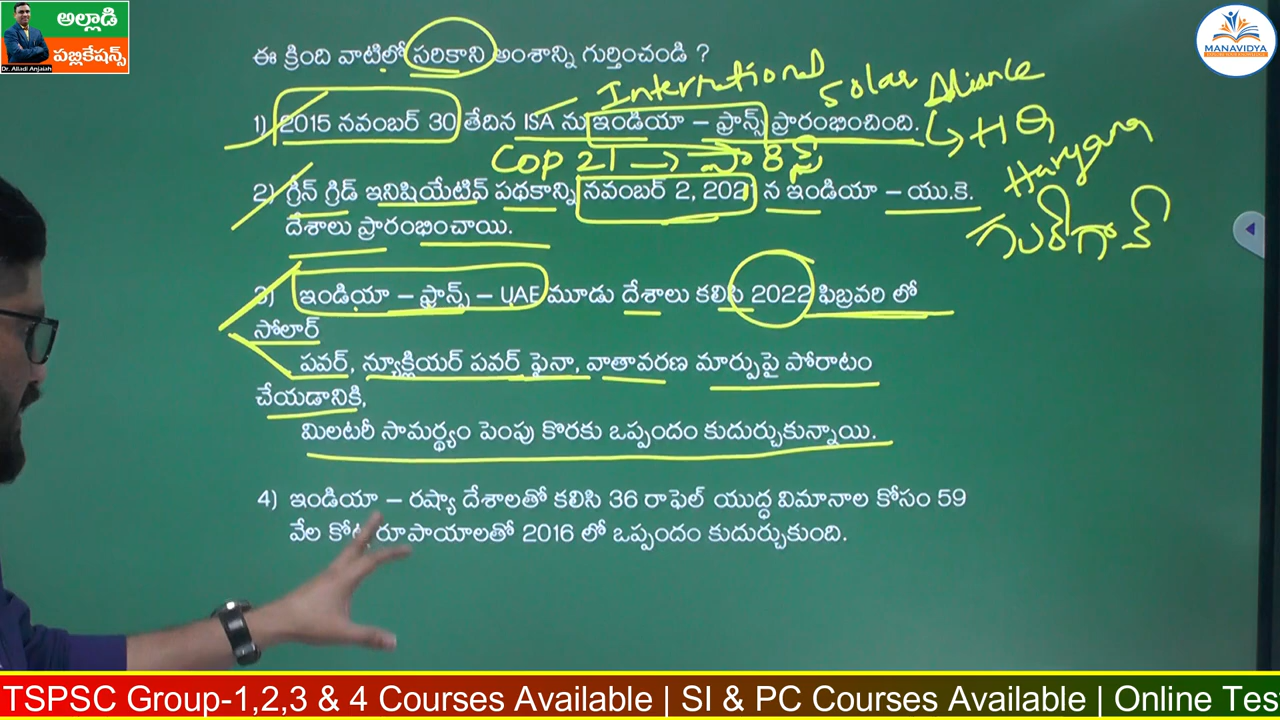 అల్లాడి
పబ్లికేషన్స్
Dr. Alladi Anjaiah
MANAVIDYA
ఈ క్రింది వాటిలో సరికాని అంశాన్ని గుర్తించండి ?
International Solar Alliance
1) 2015 నవంబర్ 30 తేదిన ISA ను ఇండియా – ఫ్రాన్స్ ప్రారంభించింది.
HQ
Haryana
గుర్‌గావ్
COP 21 → పారిస్
2) గ్రీన్ గ్రిడ్ ఇనిషియేటివ్ పథకాన్ని నవంబర్ 2, 2021 న ఇండియా – యు.కె.
దేశాలు ప్రారంభించాయి.
3) ఇండియా – ఫ్రాన్స్ – UAE మూడు దేశాలు కలిసి 2022 ఫిబ్రవరి లో
సోలార్
పవర్, న్యూక్లియర్ పవర్ ఫైనా, వాతావరణ మార్పుపై పోరాటం
చేయడానికి,
మిలటరీ సామర్థ్యం పెంపు కొరకు ఒప్పందం కుదుర్చుకున్నాయి.
4) ఇండియా – రష్యా దేశాలతో కలిసి 36 రాఫెల్ యుద్ధ విమానాల కోసం 59
వేల కోట్ల రూపాయాలతో 2016 లో ఒప్పందం కుదుర్చుకుంది.
TSPSC Group-1,2,3 & 4 Courses Available | SI & PC Courses Available | Online Tes